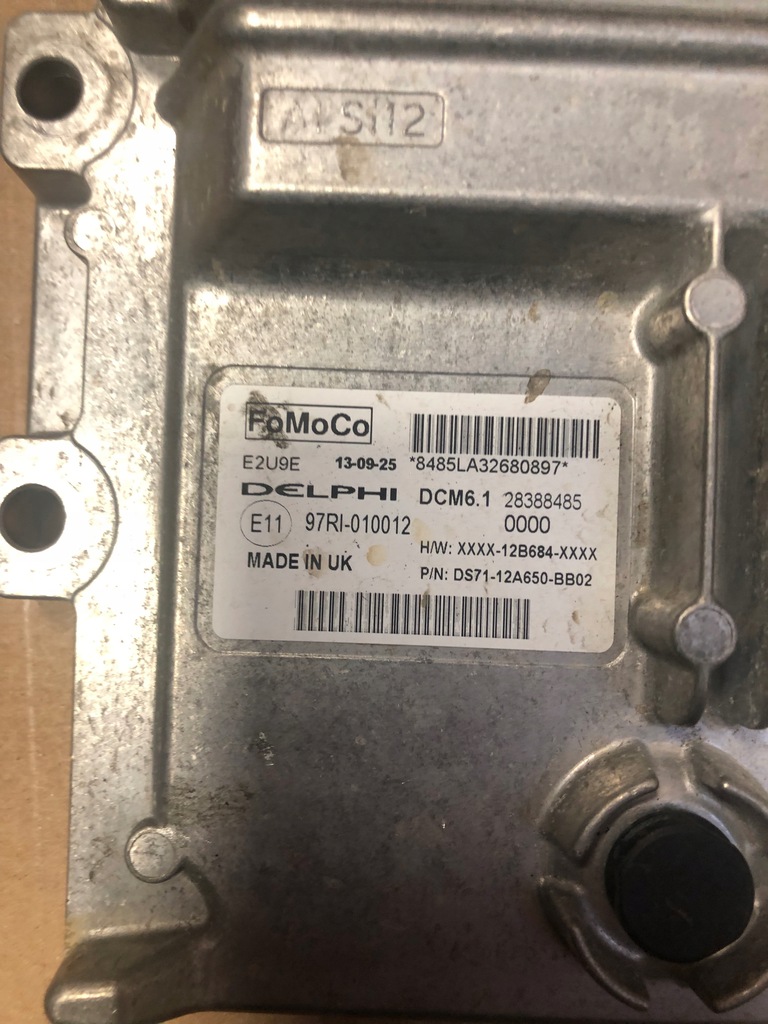 AlSi12
FoMoCo
E2U9E 13-09-25 *8485LA32680897*
DELPHI DCM6.1 28388485
E11 97RI-010012 0000
MADE IN UK H/W: XXXX-12B684-XXXX
P/N: DS71-12A650-BB02